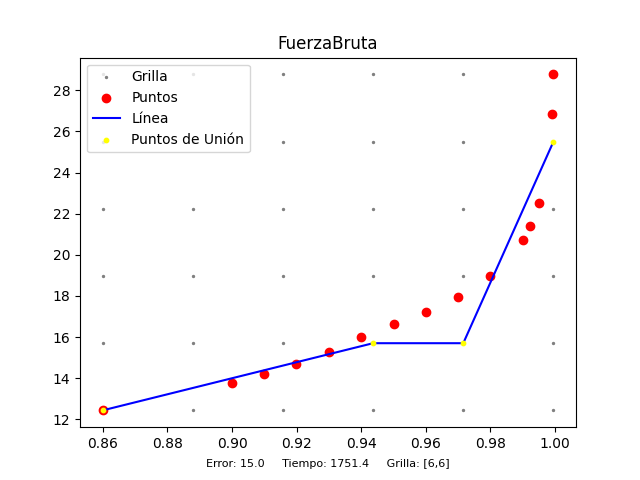 FuerzaBruta
Grilla
Puntos
Línea
Puntos de Unión
28
26
24
22
20
18
16
14
12
0.86 0.88 0.90 0.92 0.94 0.96 0.98 1.00
Error: 15.0 Tiempo: 1751.4 Grilla: [6,6]